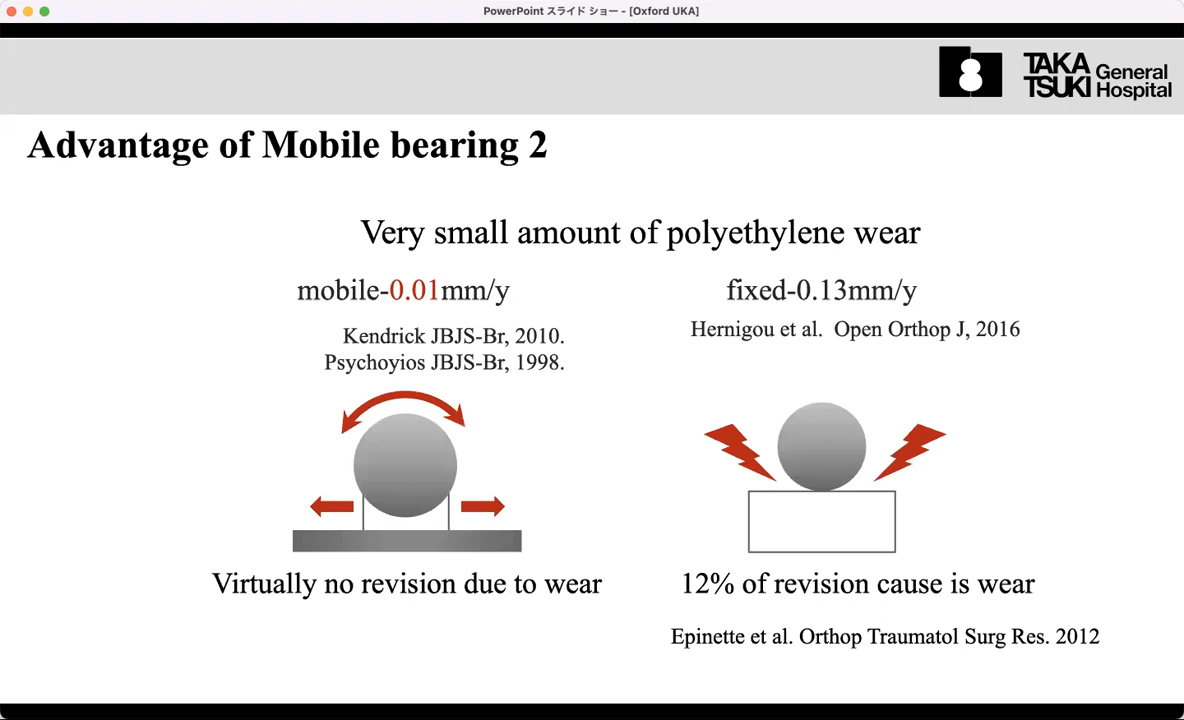 PowerPoint スライド ショー - [Oxford UKA]
TAKA
TSUKI
General
Hospital
Advantage of Mobile bearing 2
Very small amount of polyethylene wear
mobile-0.01mm/y
fixed-0.13mm/y
Kendrick JBJS-Br, 2010.
Psychoyios JBJS-Br, 1998.
Hernigou et al. Open Orthop J, 2016
Virtually no revision due to wear
12% of revision cause is wear
Epinette et al. Orthop Traumatol Surg Res. 2012